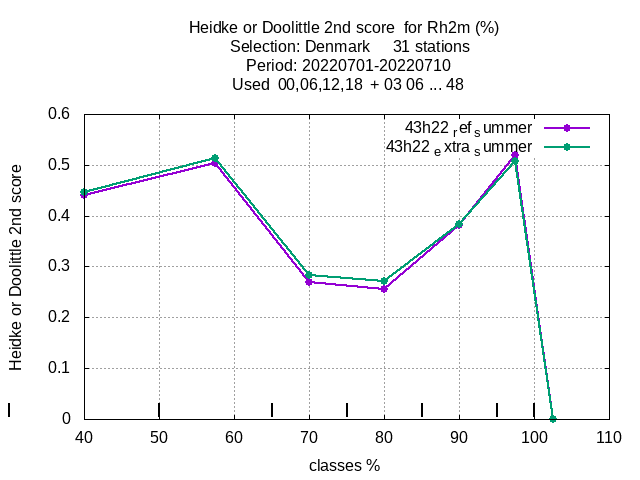 Heidke or Doolittle 2nd score  for Rh2m (%)
Selection: Denmark     31 stations
Period: 20220701-20220710
Used  00,06,12,18  + 03 06 ... 48
43h22 ref summer
43h22 extra summer
Heidke or Doolittle 2nd score
0.6
0.5
0.4
0.3
0.2
0.1
0
40 50 60 70 80 90 100 110
classes %